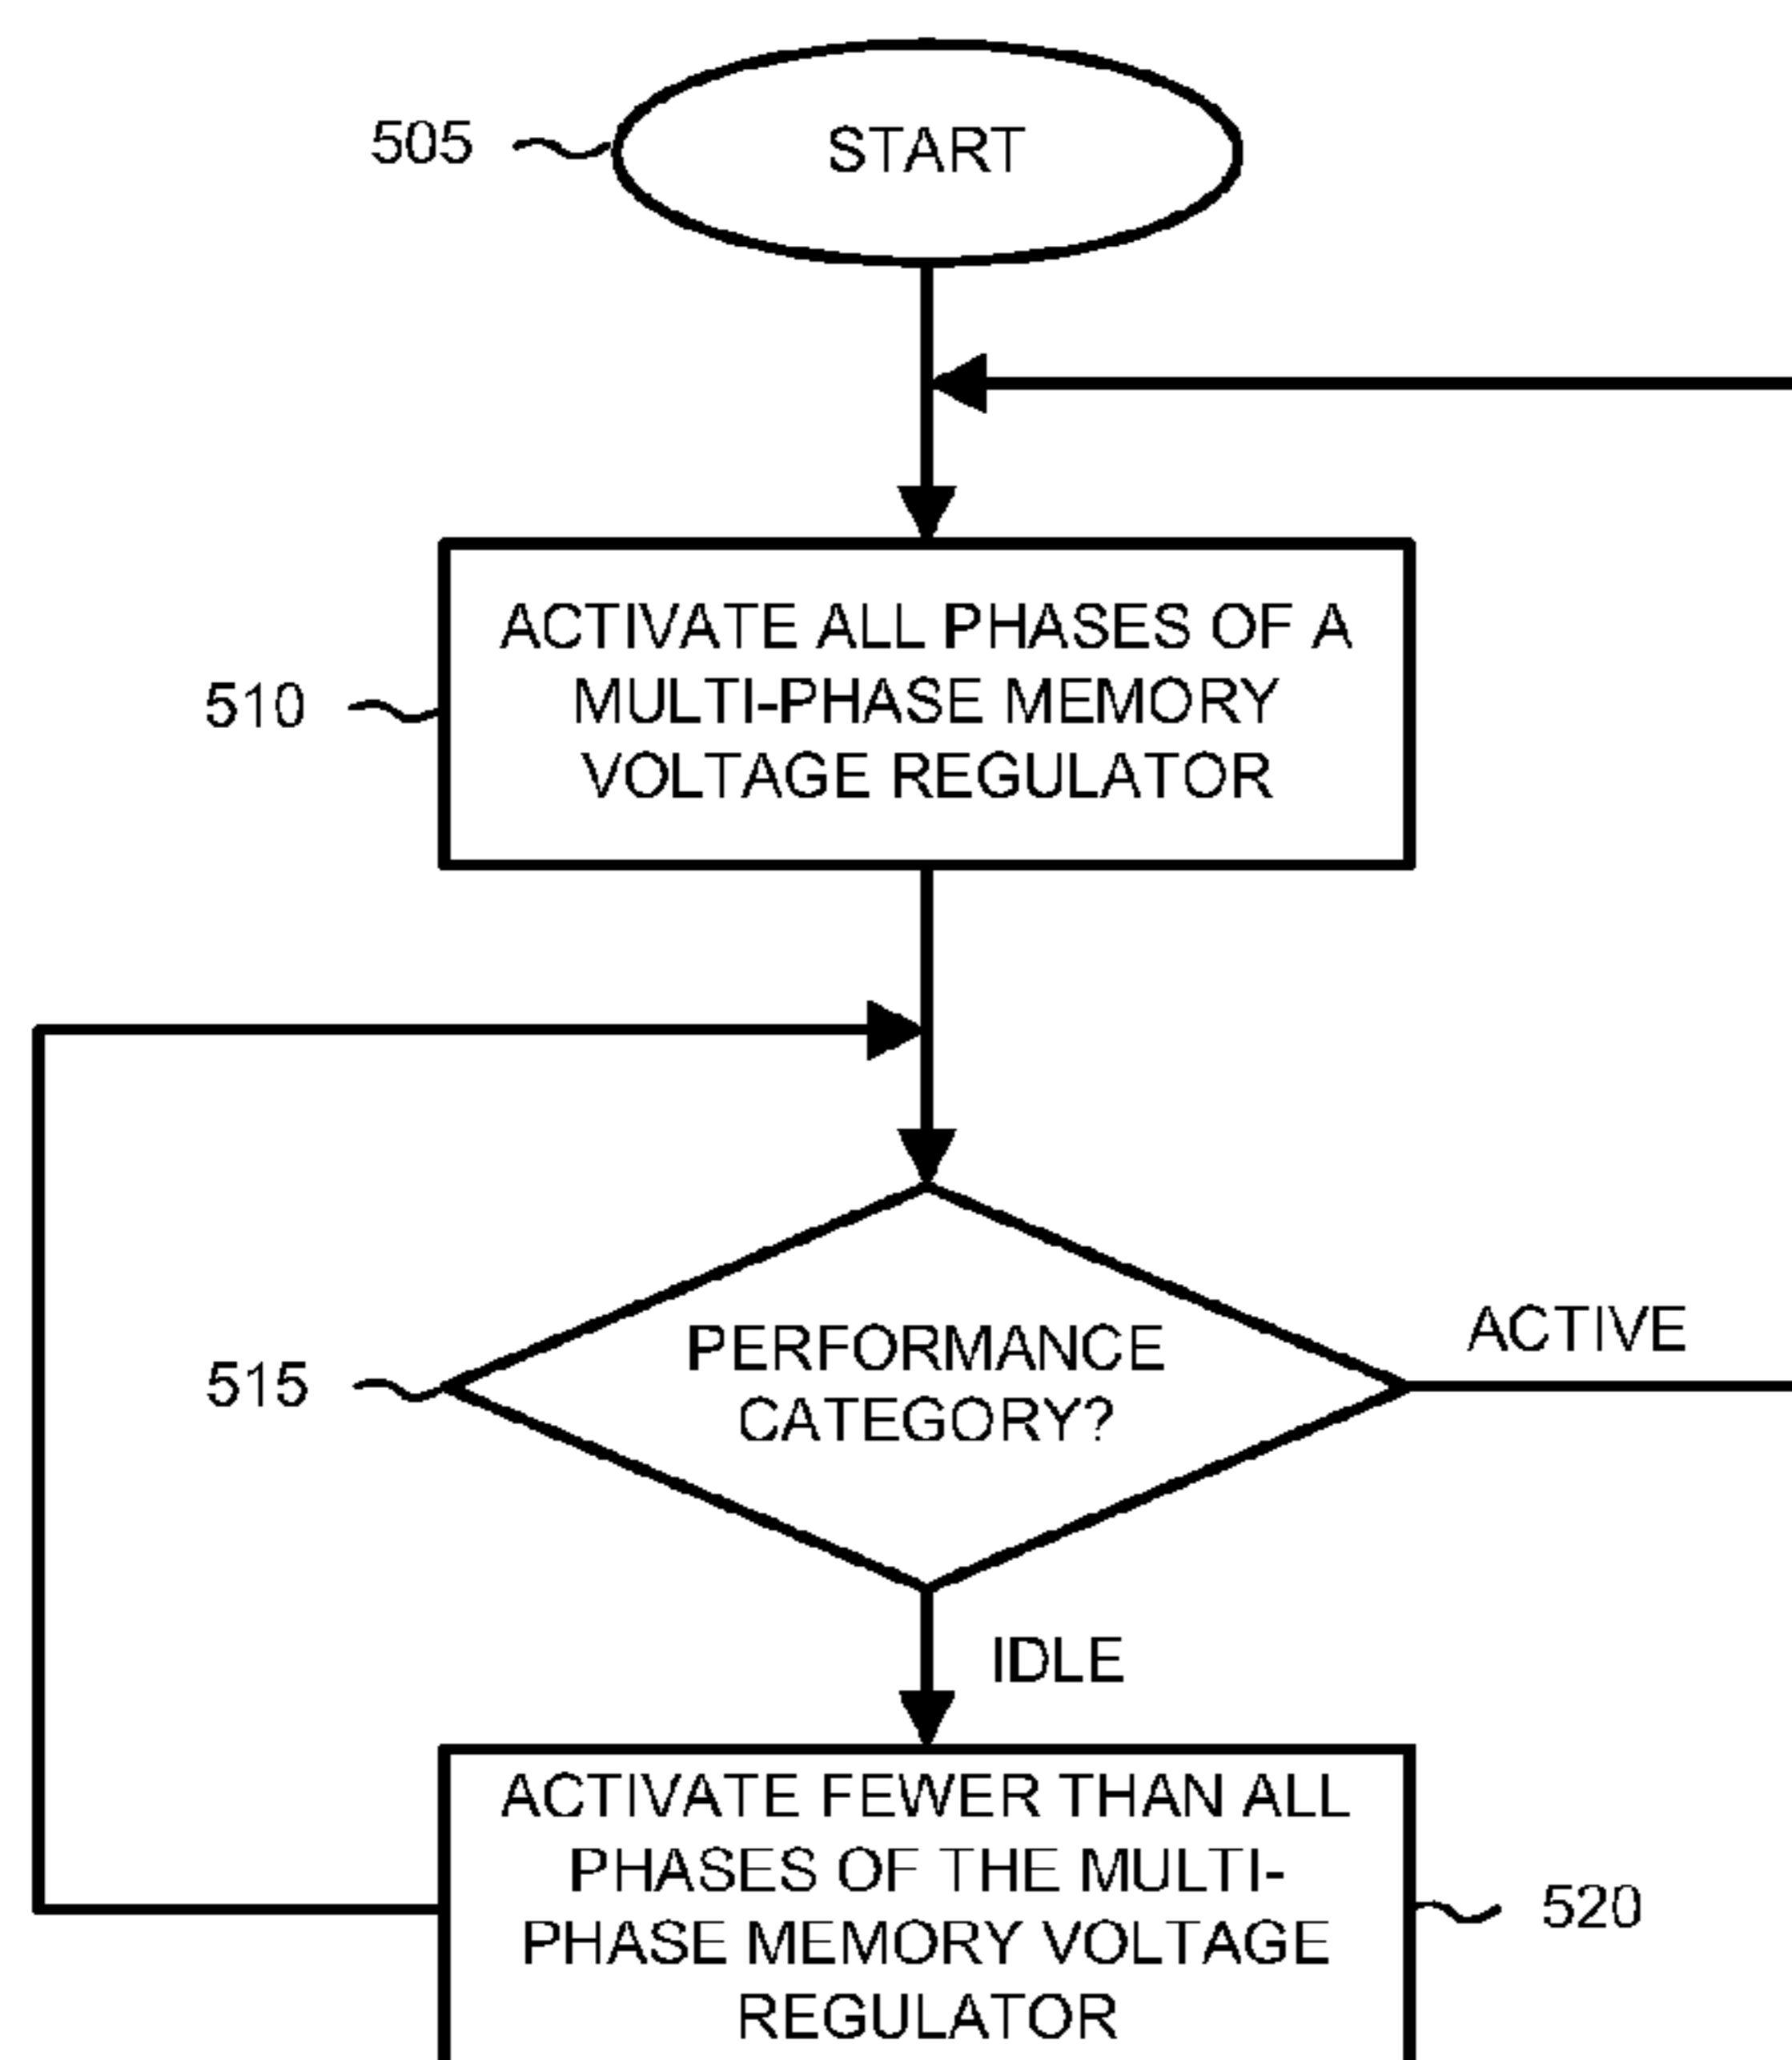 505
START
510
ACTIVATE ALL PHASES OF A
MULTI-PHASE MEMORY
VOLTAGE REGULATOR
515
PERFORMANCE
CATEGORY?
ACTIVE
IDLE
ACTIVATE FEWER THAN ALL
PHASES OF THE MULTI-
PHASE MEMORY VOLTAGE
REGULATOR
520